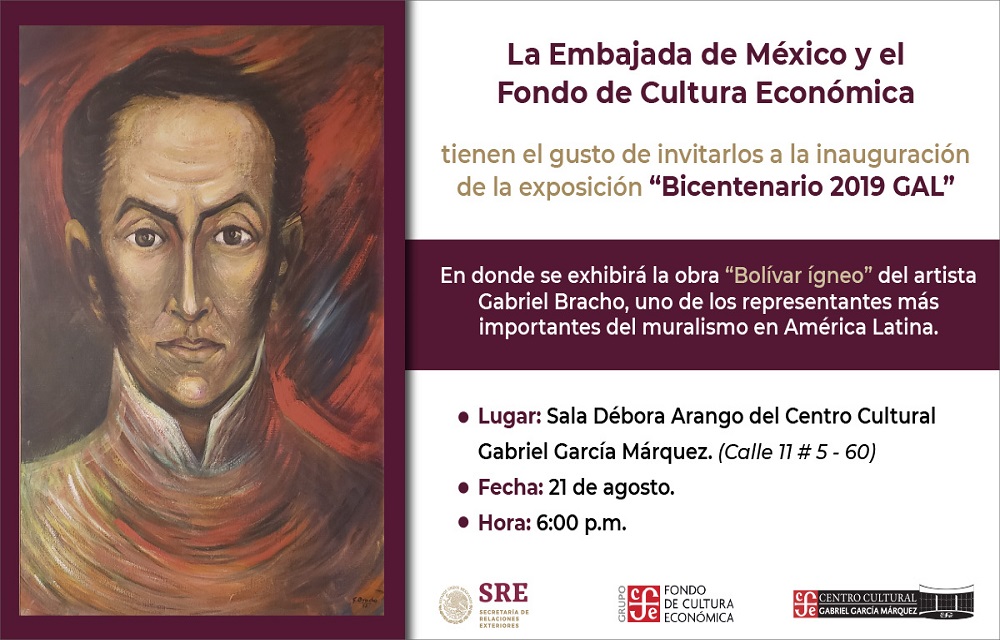 La Embajada de México y el
Fondo de Cultura Económica
tienen el gusto de invitarlos a la inauguración
de la exposición “Bicentenario 2019 GAL”
En donde se exhibirá la obra “Bolívar ígneo” del artista
Gabriel Bracho, uno de los representantes más
importantes del muralismo en América Latina.
• Lugar: Sala Débora Arango del Centro Cultural
Gabriel García Márquez. (Calle 11 # 5 - 60)
• Fecha: 21 de agosto.
• Hora: 6:00 p.m.
SRE
SECRETARÍA DE
RELACIONES
EXTERIORES
GRUPO
cfe
FONDO
DE CULTURA
ECONÓMICA
cfe
CENTRO CULTURAL
GABRIEL GARCÍA MÁRQUEZ